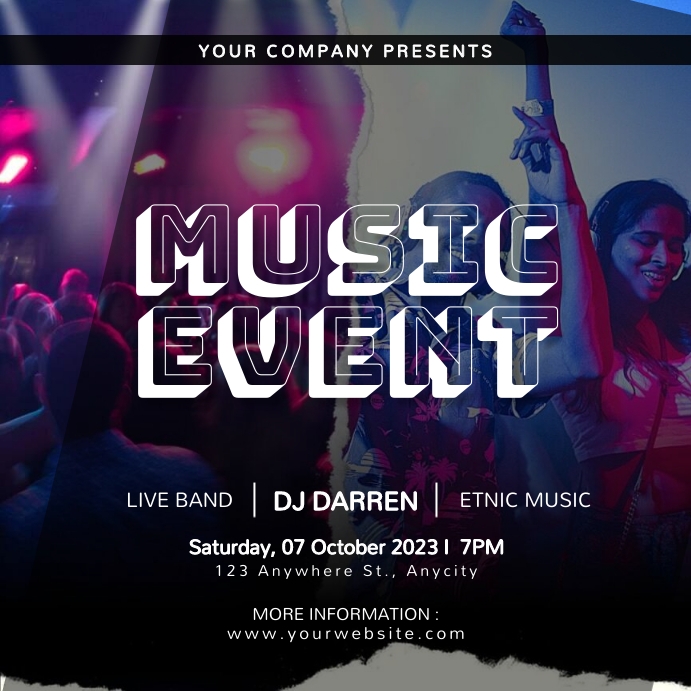 YOUR COMPANY PRESENTS
MUSIC
EVENT
LIVE BAND | DJ DARREN | ETNIC MUSIC
Saturday, 07 October 2023 I 7PM
123 Anywhere St., Anycity
MORE INFORMATION :
www.yourwebsite.com